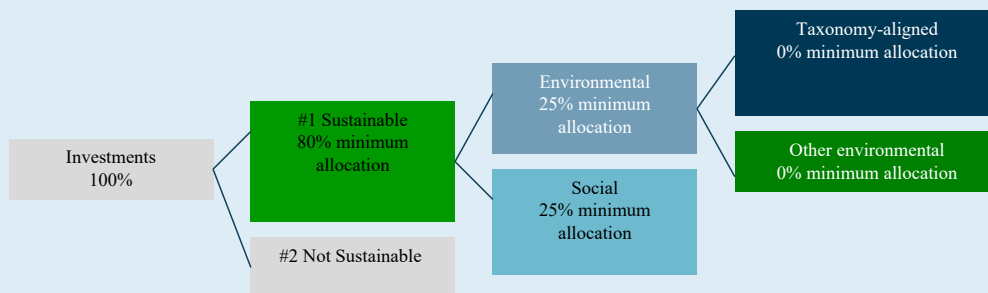 Investments
100%
#1 Sustainable
80% minimum
allocation
#2 Not Sustainable
Environmental
25% minimum
allocation
Social
25% minimum
allocation
Taxonomy-aligned
0% minimum allocation
Other environmental
0% minimum allocation